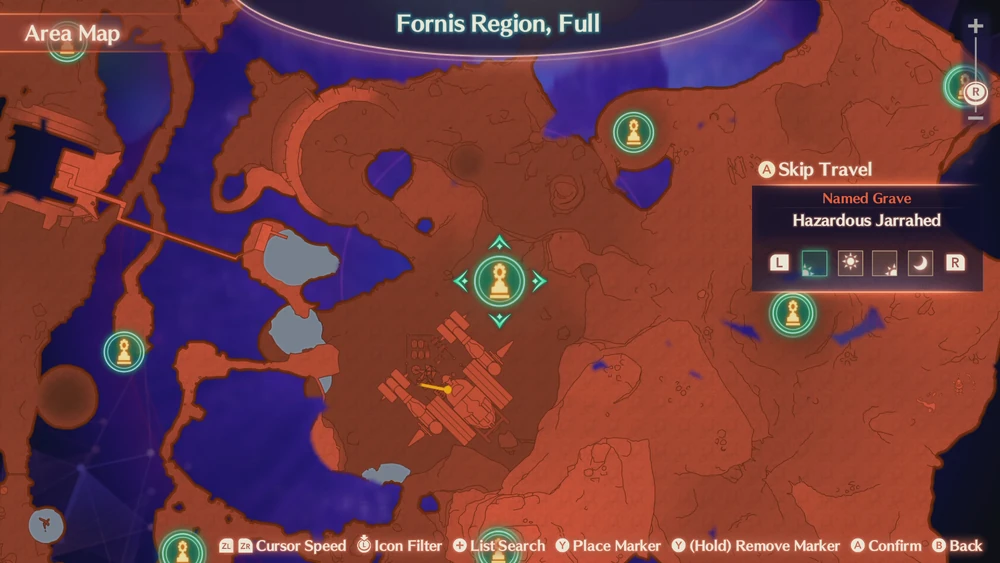 Area Map
Fornis Region, Full
R
A Skip Travel
Named Grave
Hazardous Jarrahed
L R
ZL ZR Cursor Speed L Icon Filter + List Search Y Place Marker Y (Hold) Remove Marker A Confirm B Back